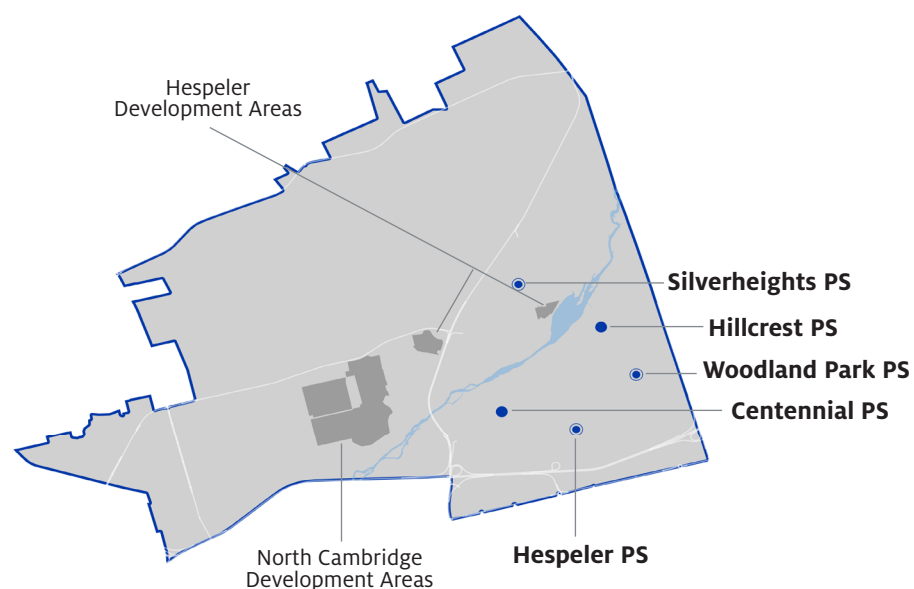 Hespeler
Development Areas
Silverheights PS
Hillcrest PS
Woodland Park PS
Centennial PS
Hespeler PS
North Cambridge
Development Areas